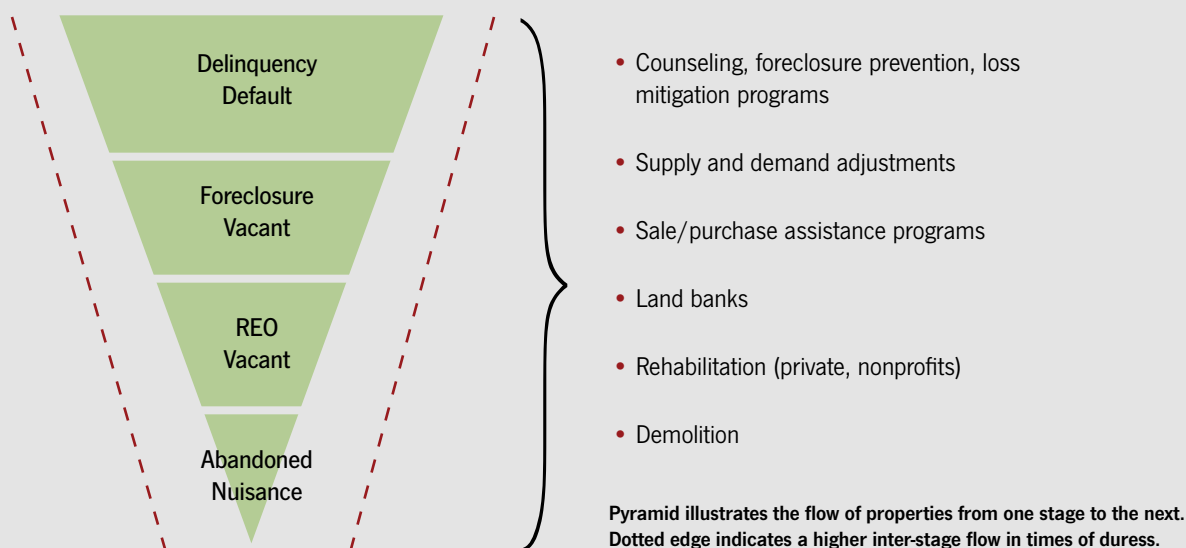 Delinquency
Default
Foreclosure
Vacant
REO
Vacant
Abandoned
Nuisance
• Counseling, foreclosure prevention, loss
mitigation programs
• Supply and demand adjustments
• Sale/purchase assistance programs
• Land banks
• Rehabilitation (private, nonprofits)
• Demolition
Pyramid illustrates the flow of properties from one stage to the next.
Dotted edge indicates a higher inter-stage flow in times of duress.